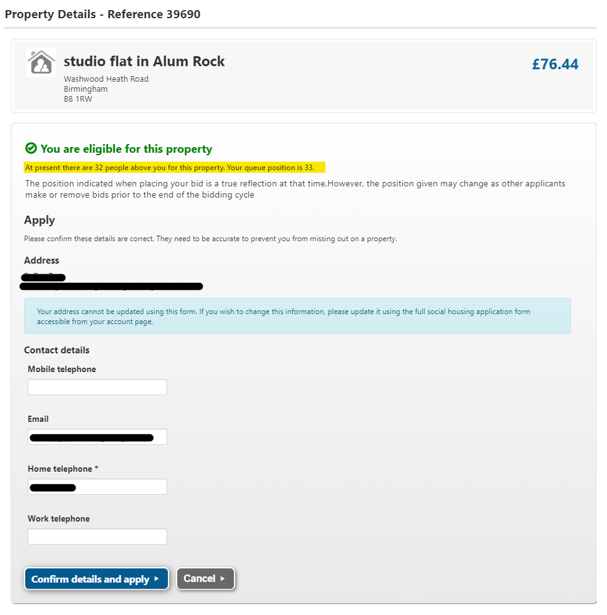 Property Details - Reference 39690
studio flat in Alum Rock
£76.44
Washwood Heath Road
Birmingham
B8 1RW
You are eligible for this property
At present there are 32 people above you for this property. Your queue position is 33.
The position indicated when placing your bid is a true reflection at that time.However, the position given may change as other applicants
make or remove bids prior to the end of the bidding cycle
Apply
Please confirm these details are correct. They need to be accurate to prevent you from missing out on a property.
Address
Your address cannot be updated using this form. If you wish to change this information, please update it using the full social housing application form
accessible from your account page.
Contact details
Mobile telephone
Email
Home telephone *
Work telephone
Confirm details and apply
Cancel